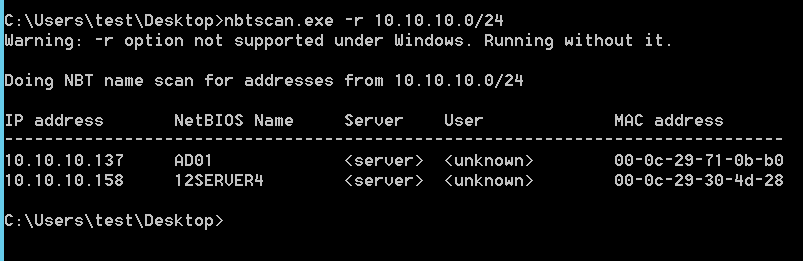 C:\Users\test\Desktop>nbtscan.exe -r 10.10.10.0/24
Warning: -r option not supported under Windows. Running without it.
Doing NBT name scan for addresses from 10.10.10.0/24
IP address       NetBIOS Name     Server    User             MAC address
------------------------------------------------------------------------------
10.10.10.137     AD01             <server>  <unknown>        00-0c-29-71-0b-b0
10.10.10.158     12SERVER4        <server>  <unknown>        00-0c-29-30-4d-28
C:\Users\test\Desktop>